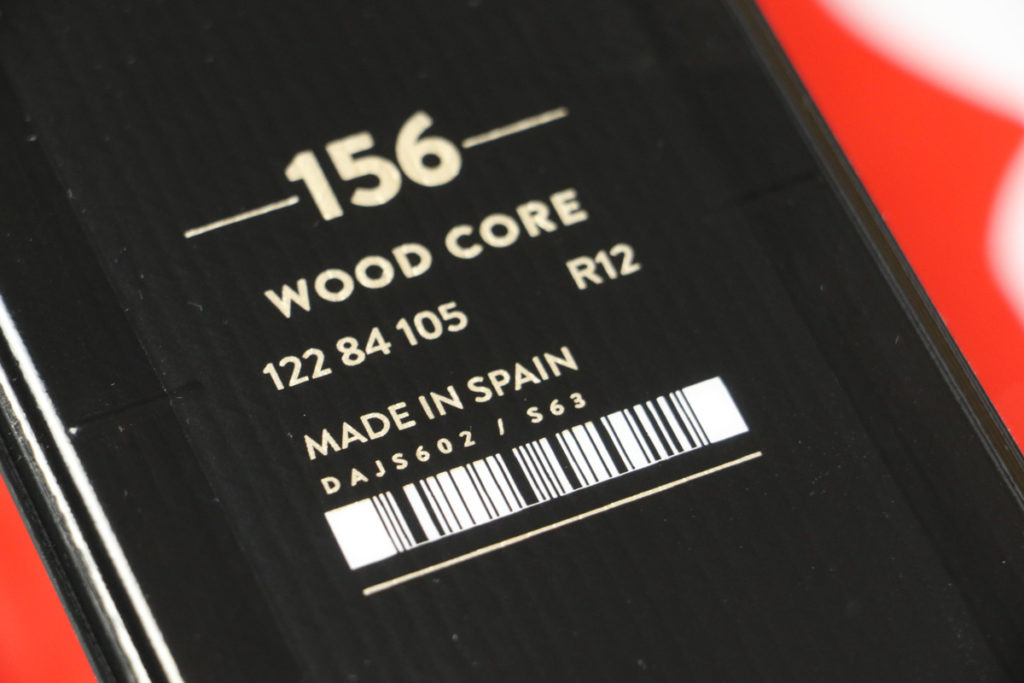 156
WOOD CORE
122 84 105 R12
MADE IN SPAIN
DAJS602 / S63